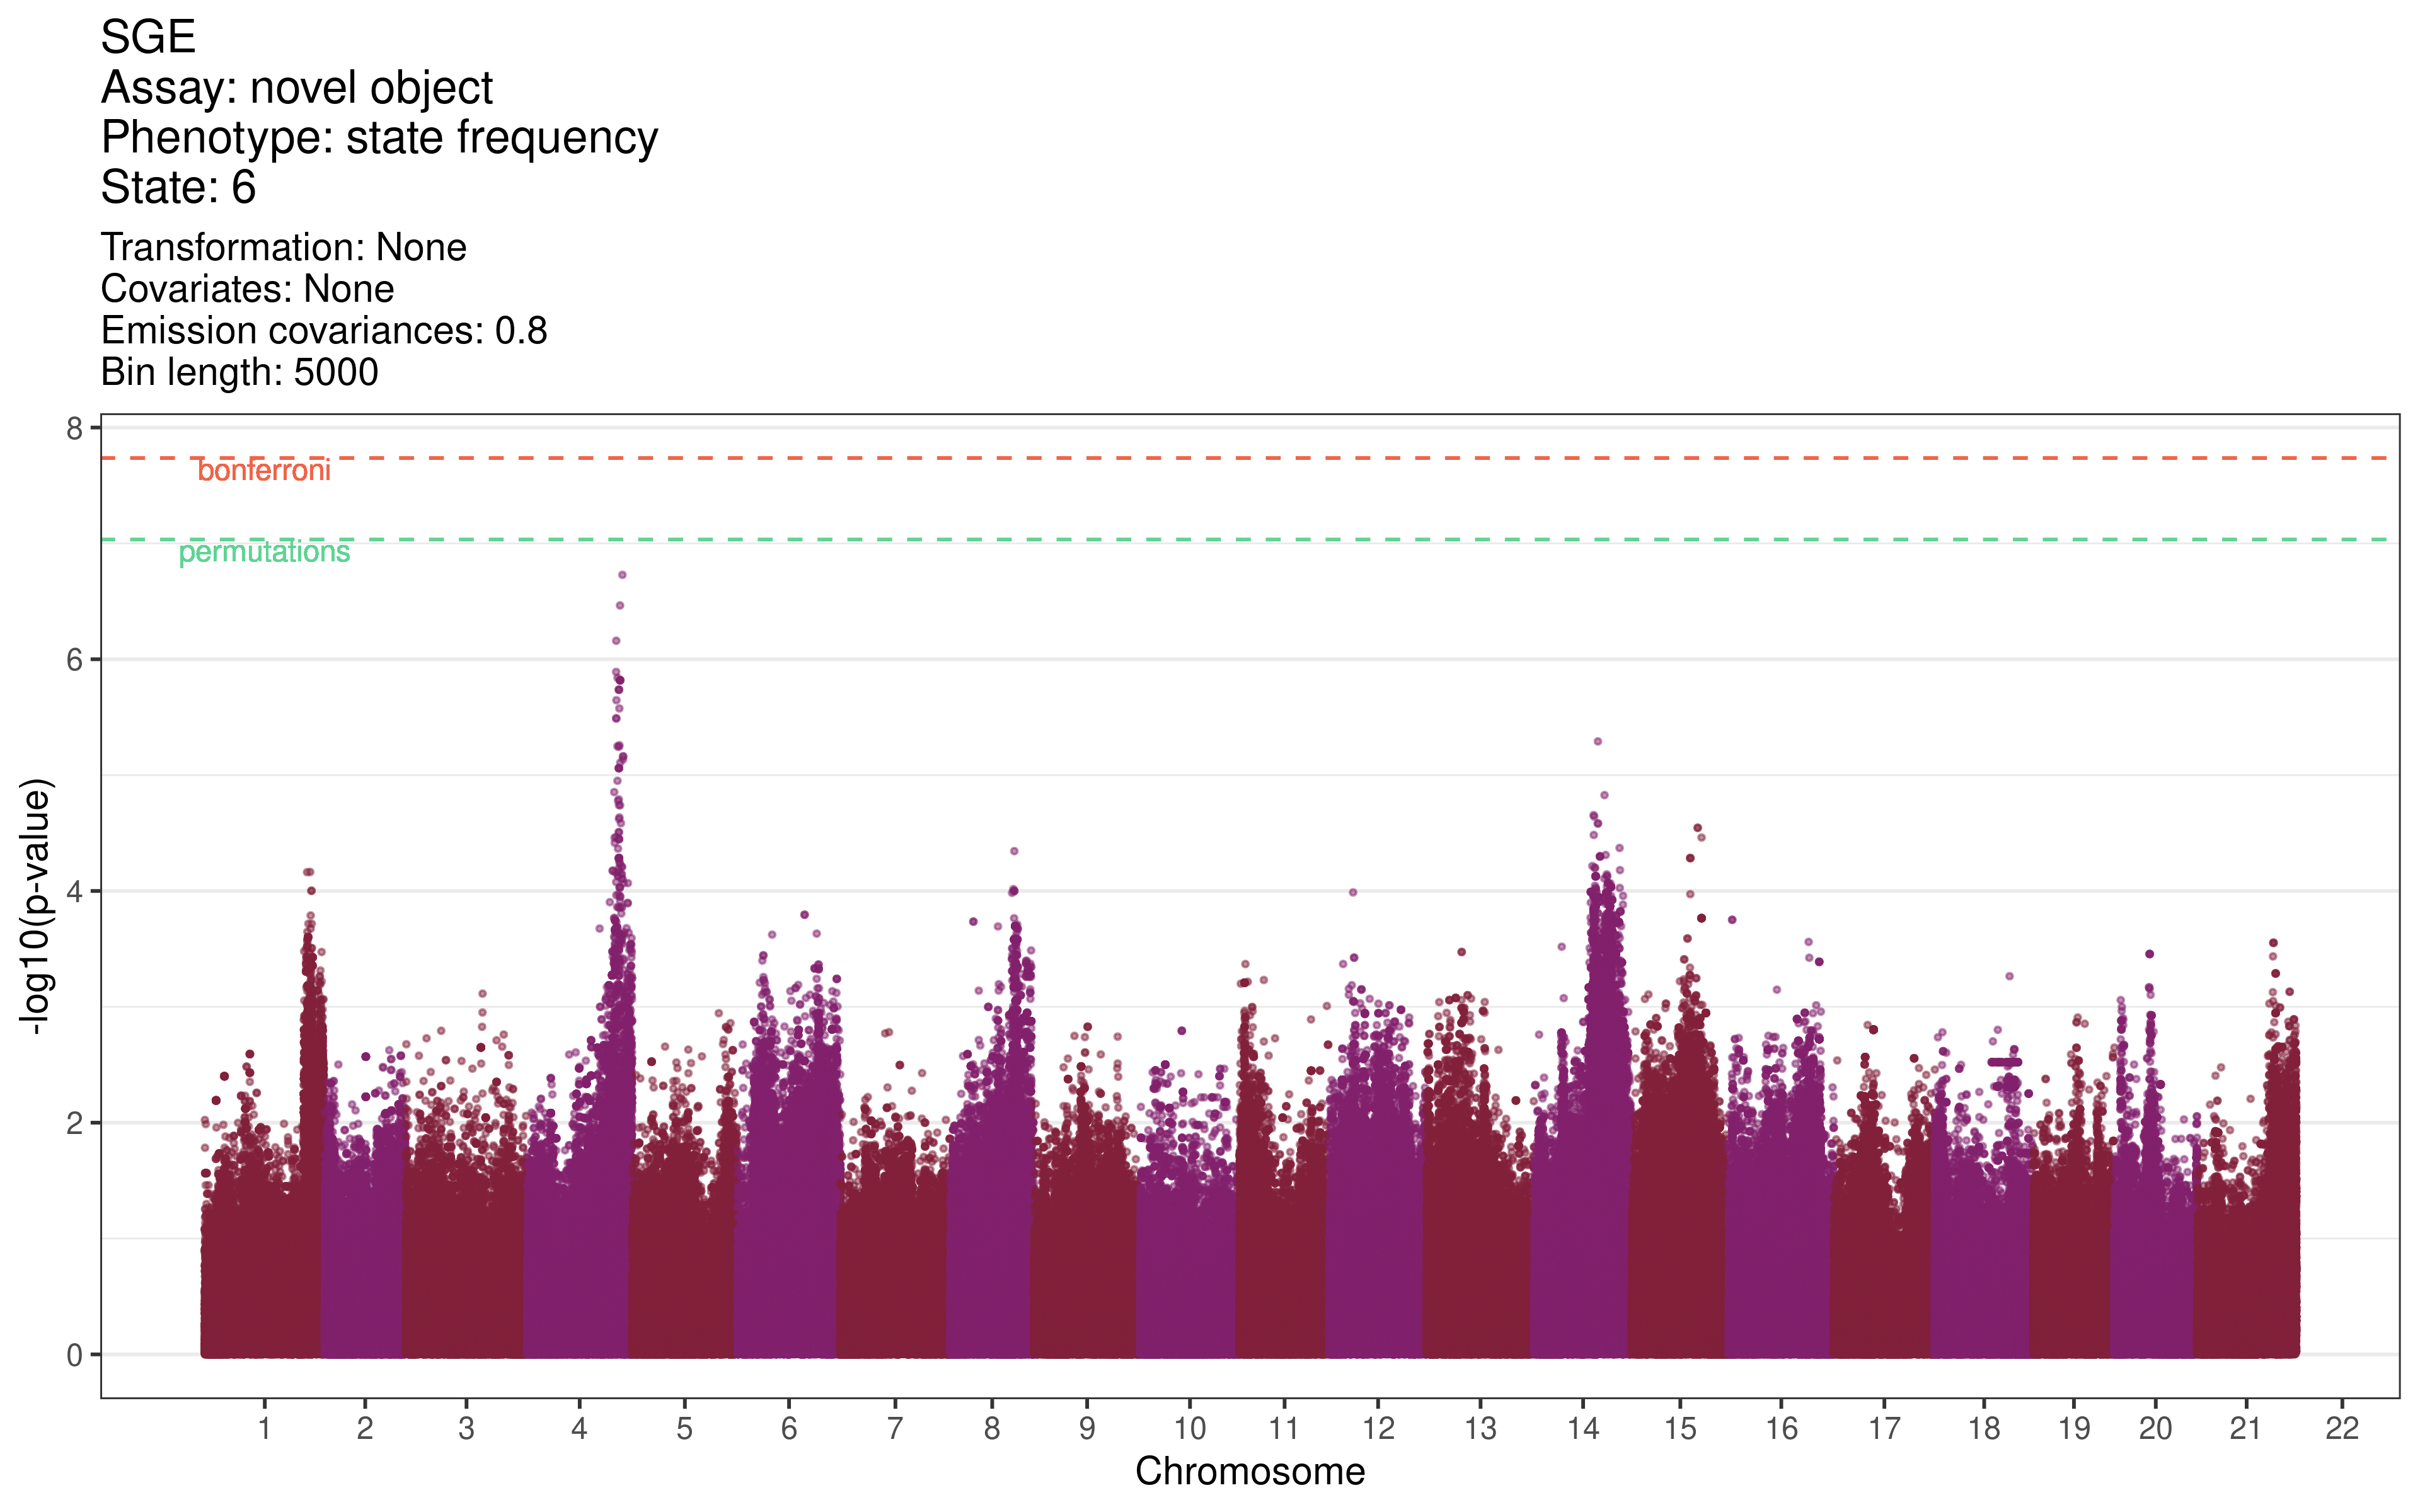 SGE
Assay: novel object
Phenotype: state frequency
State: 6
Transformation: None
Covariates: None
Emission covariances: 0.8
Bin length: 5000
8
bonferroni
permutations
6
4
2
0
-log10(p-value)
1 2 3 4 5 6 7 8 9 10 11 12 13 14 15 16 17 18 19 20 21 22
Chromosome